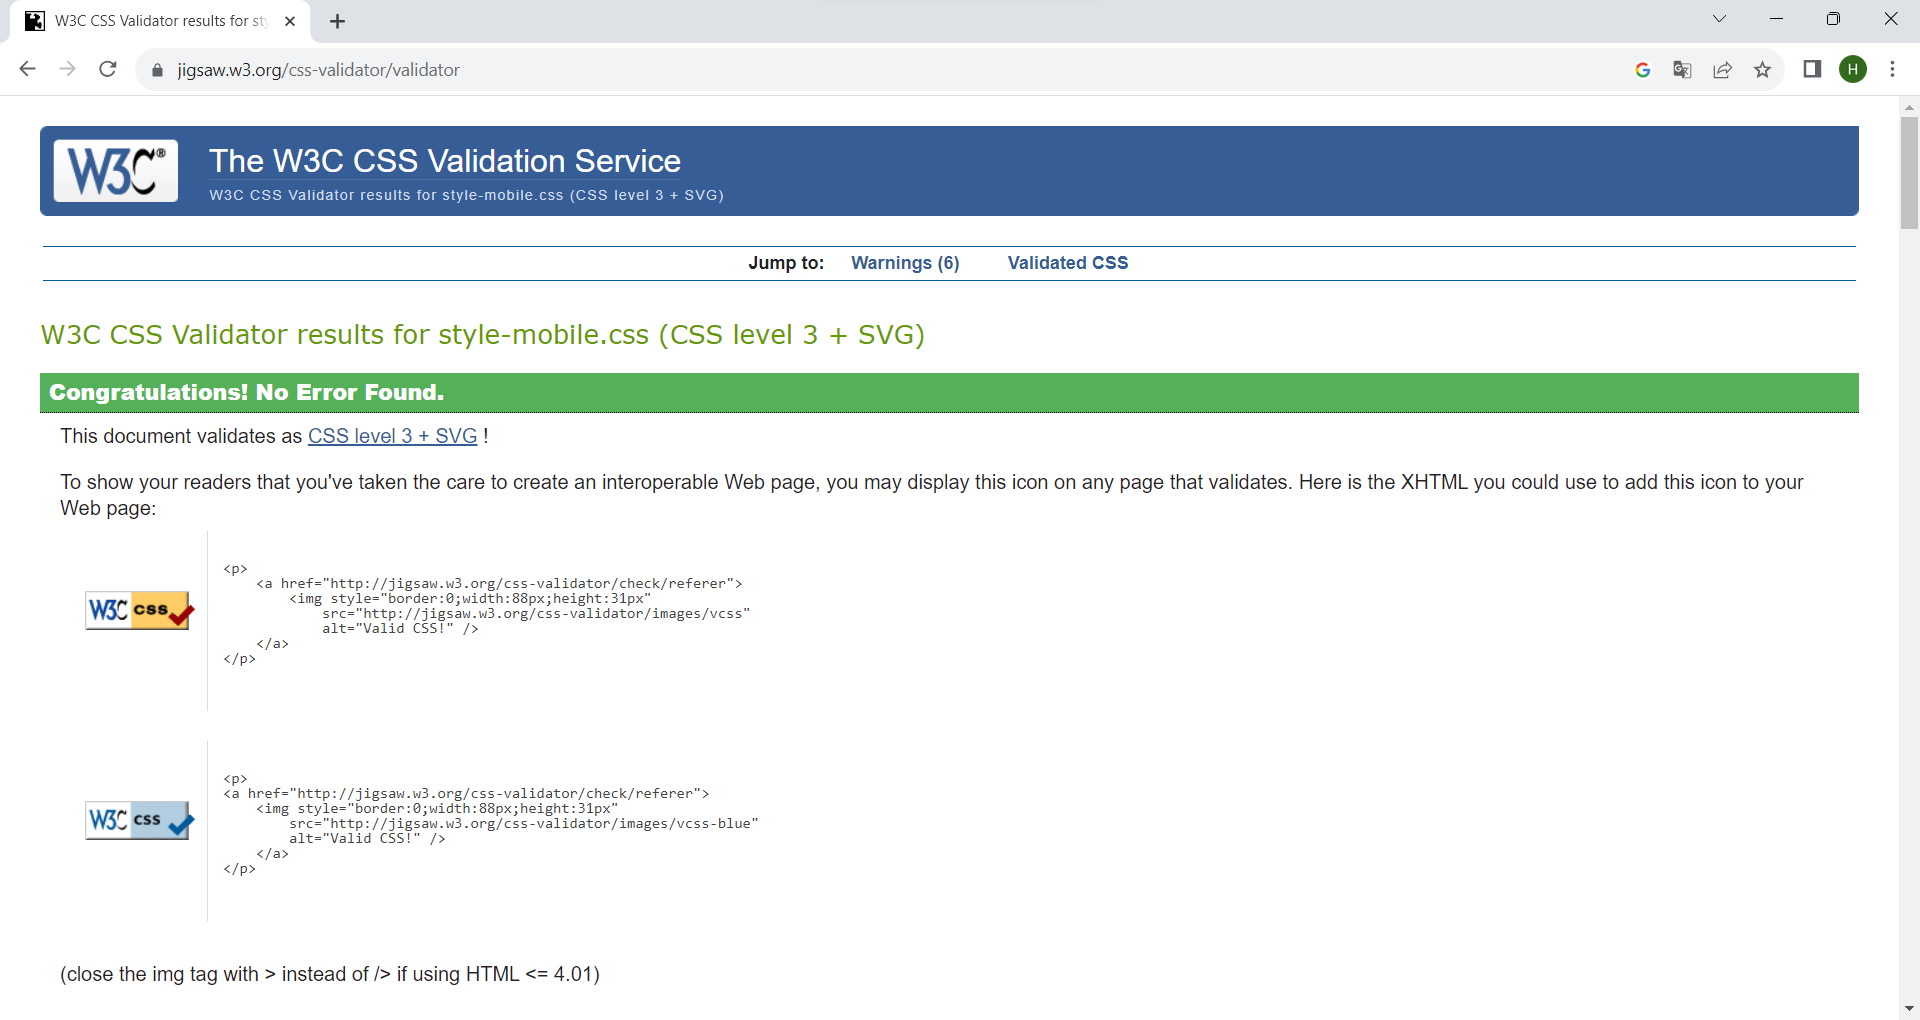 W3C CSS Validator results for st
jigsaw.w3.org/css-validator/validator
H
W3C®
The W3C CSS Validation Service
W3C CSS Validator results for style-mobile.css (CSS level 3 + SVG)
Jump to: Warnings (6) Validated CSS
W3C CSS Validator results for style-mobile.css (CSS level 3 + SVG)
Congratulations! No Error Found.
This document validates as CSS level 3 + SVG !
To show your readers that you've taken the care to create an interoperable Web page, you may display this icon on any page that validates. Here is the XHTML you could use to add this icon to your
Web page:
W3C css
<p>
<a href="http://jigsaw.w3.org/css-validator/check/referer">
<img style="border:0;width:88px;height:31px"
src="http://jigsaw.w3.org/css-validator/images/vcss"
alt="Valid CSS!" />
</a>
</p>
W3C css
<p>
<a href="http://jigsaw.w3.org/css-validator/check/referer">
<img style="border:0;width:88px;height:31px"
src="http://jigsaw.w3.org/css-validator/images/vcss-blue"
alt="Valid CSS!" />
</a>
</p>
(close the img tag with > instead of /> if using HTML <= 4.01)